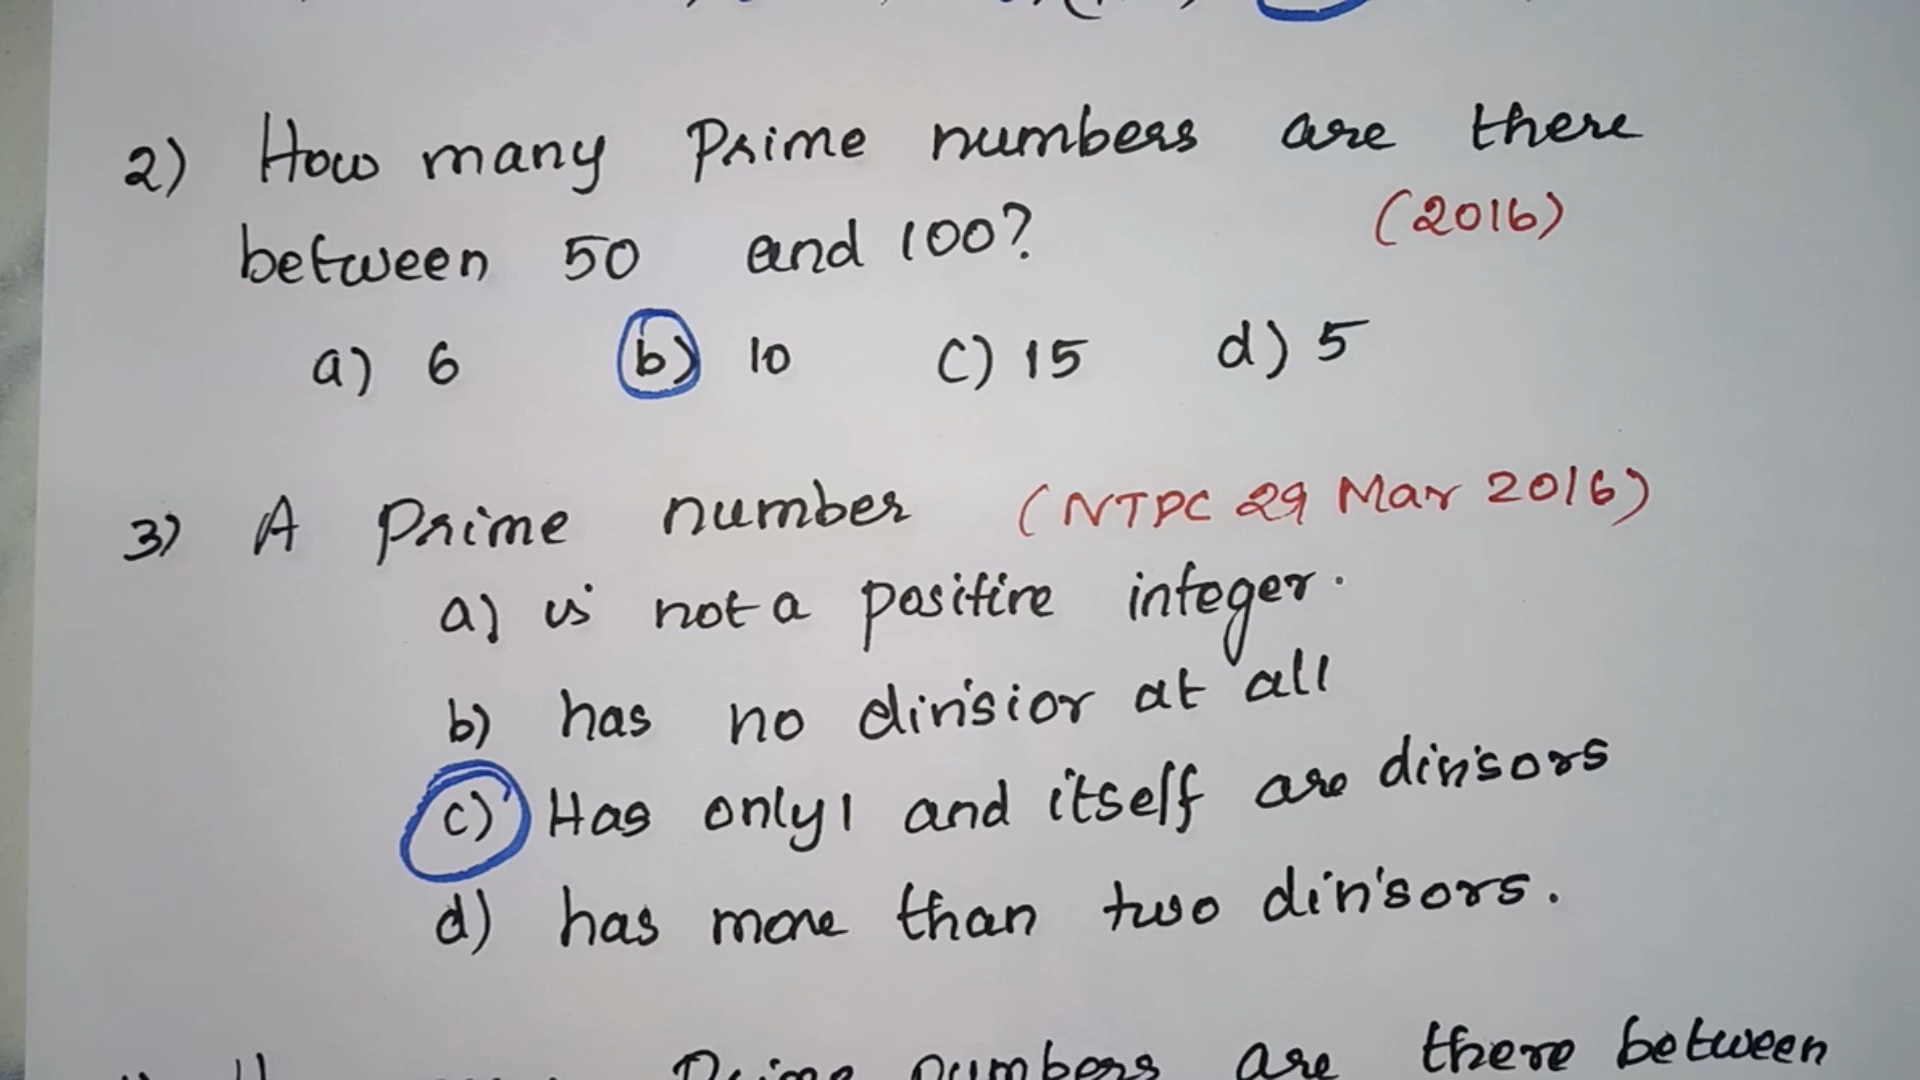 2) How many Prime numbers are there
between 50 and 100? (2016)
a) 6 b) 10 c) 15 d) 5
3) A Prime number (NTPC 29 Mar 2016)
a) is not a positive integer.
b) has no divisior at all
c) Has only 1 and itself are divisors
d) has more than two divisors.
Prime numbers are there between